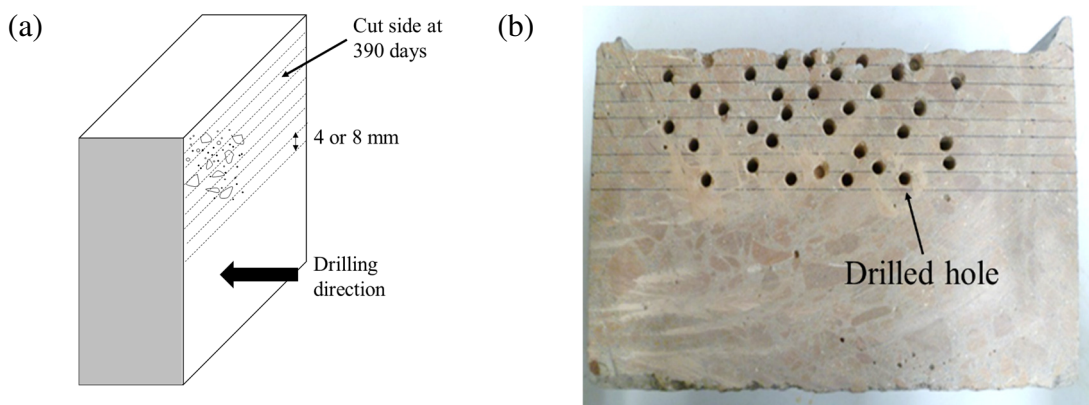 (a)
Cut side at
390 days
4 or 8 mm
Drilling
direction
(b)
Drilled hole